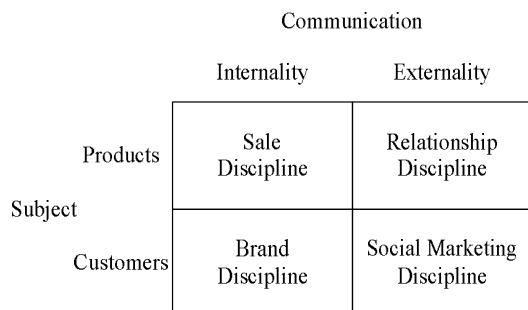 Communication
Internality Externality
Products
Sale
Discipline
Relationship
Discipline
Subject
Customers
Brand
Discipline
Social Marketing
Discipline